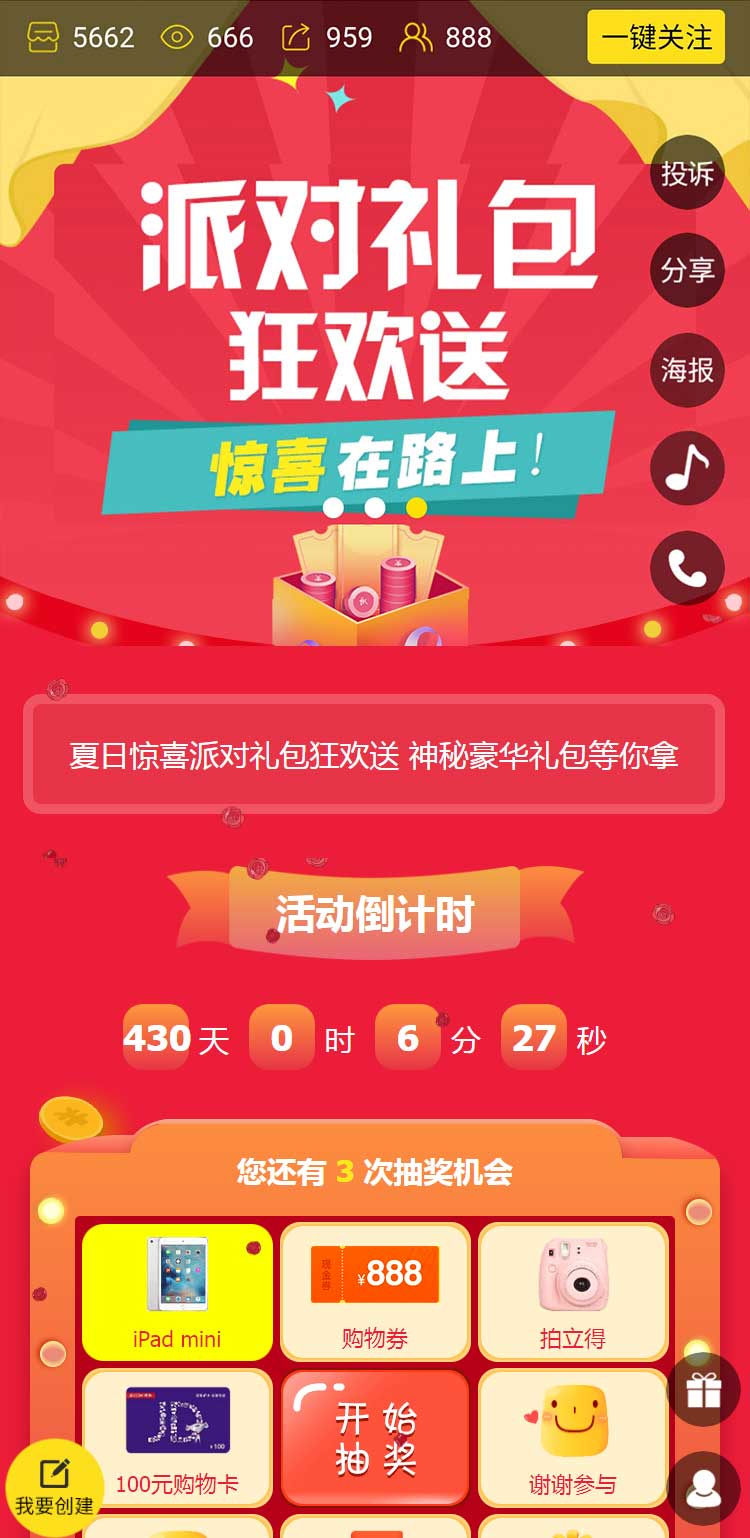 5662 666 959 888 一键关注
投诉
派对礼包
分享
狂欢送
海报
惊喜在路上！
夏日惊喜派对礼包狂欢送 神秘豪华礼包等你拿
活动倒计时
430 天 0 时 6 分 27 秒
您还有 3 次抽奖机会
现金券 ¥888
iPad mini 购物券 拍立得
JD
¥100
开始
抽奖
100元购物卡 谢谢参与
我要创建